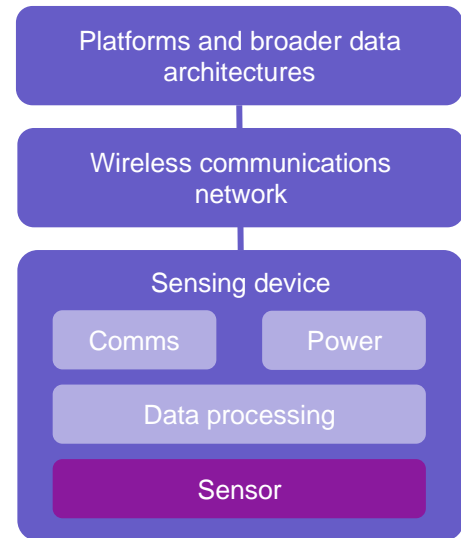 Platforms and broader data
architectures
Wireless communications
network
Sensing device
Comms
Power
Data processing
Sensor